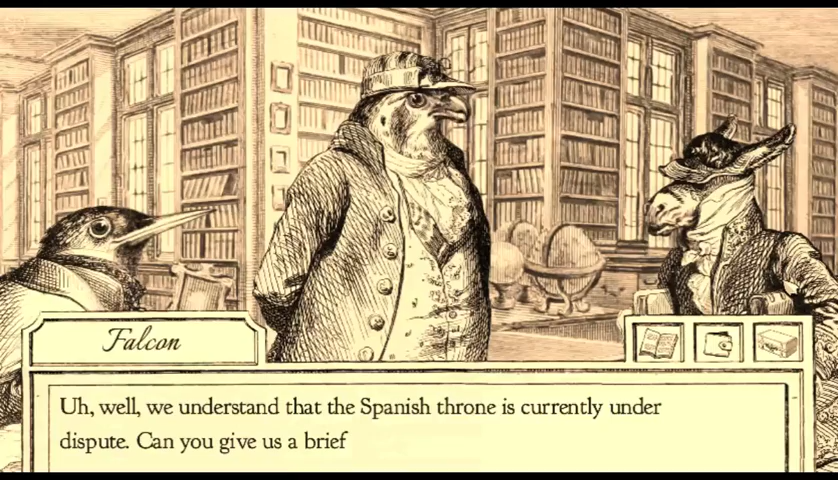 Falcon
Uh, well, we understand that the Spanish throne is currently under
dispute. Can you give us a brief